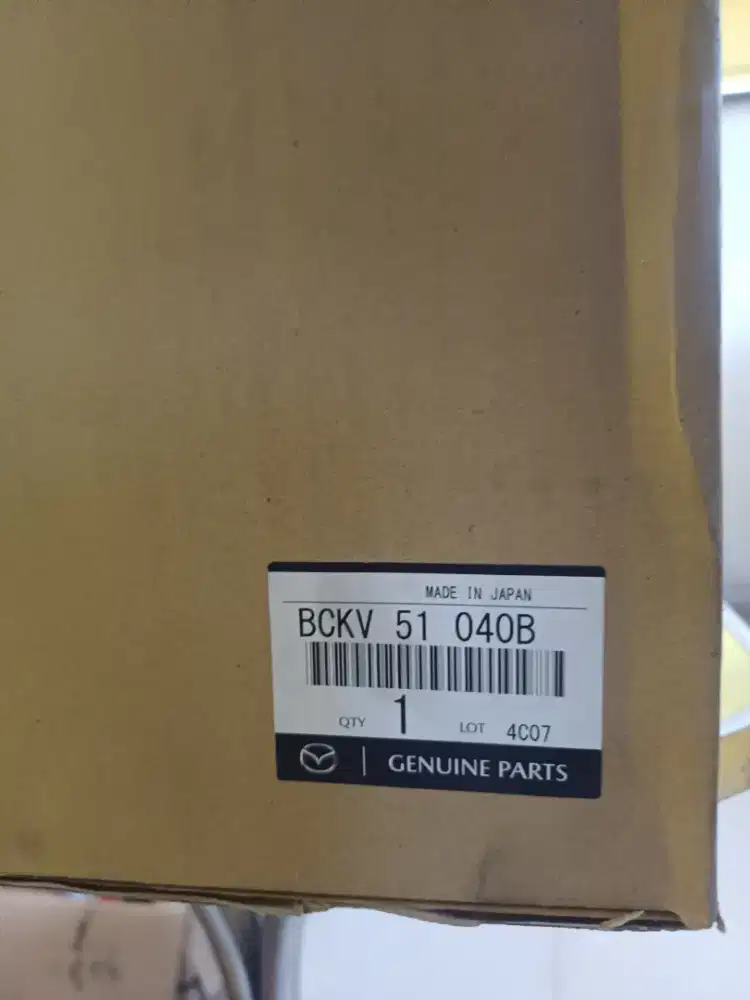 MADE IN JAPAN
BCKV 51 040B
QTY 1 LOT 4C07
GENUINE PARTS